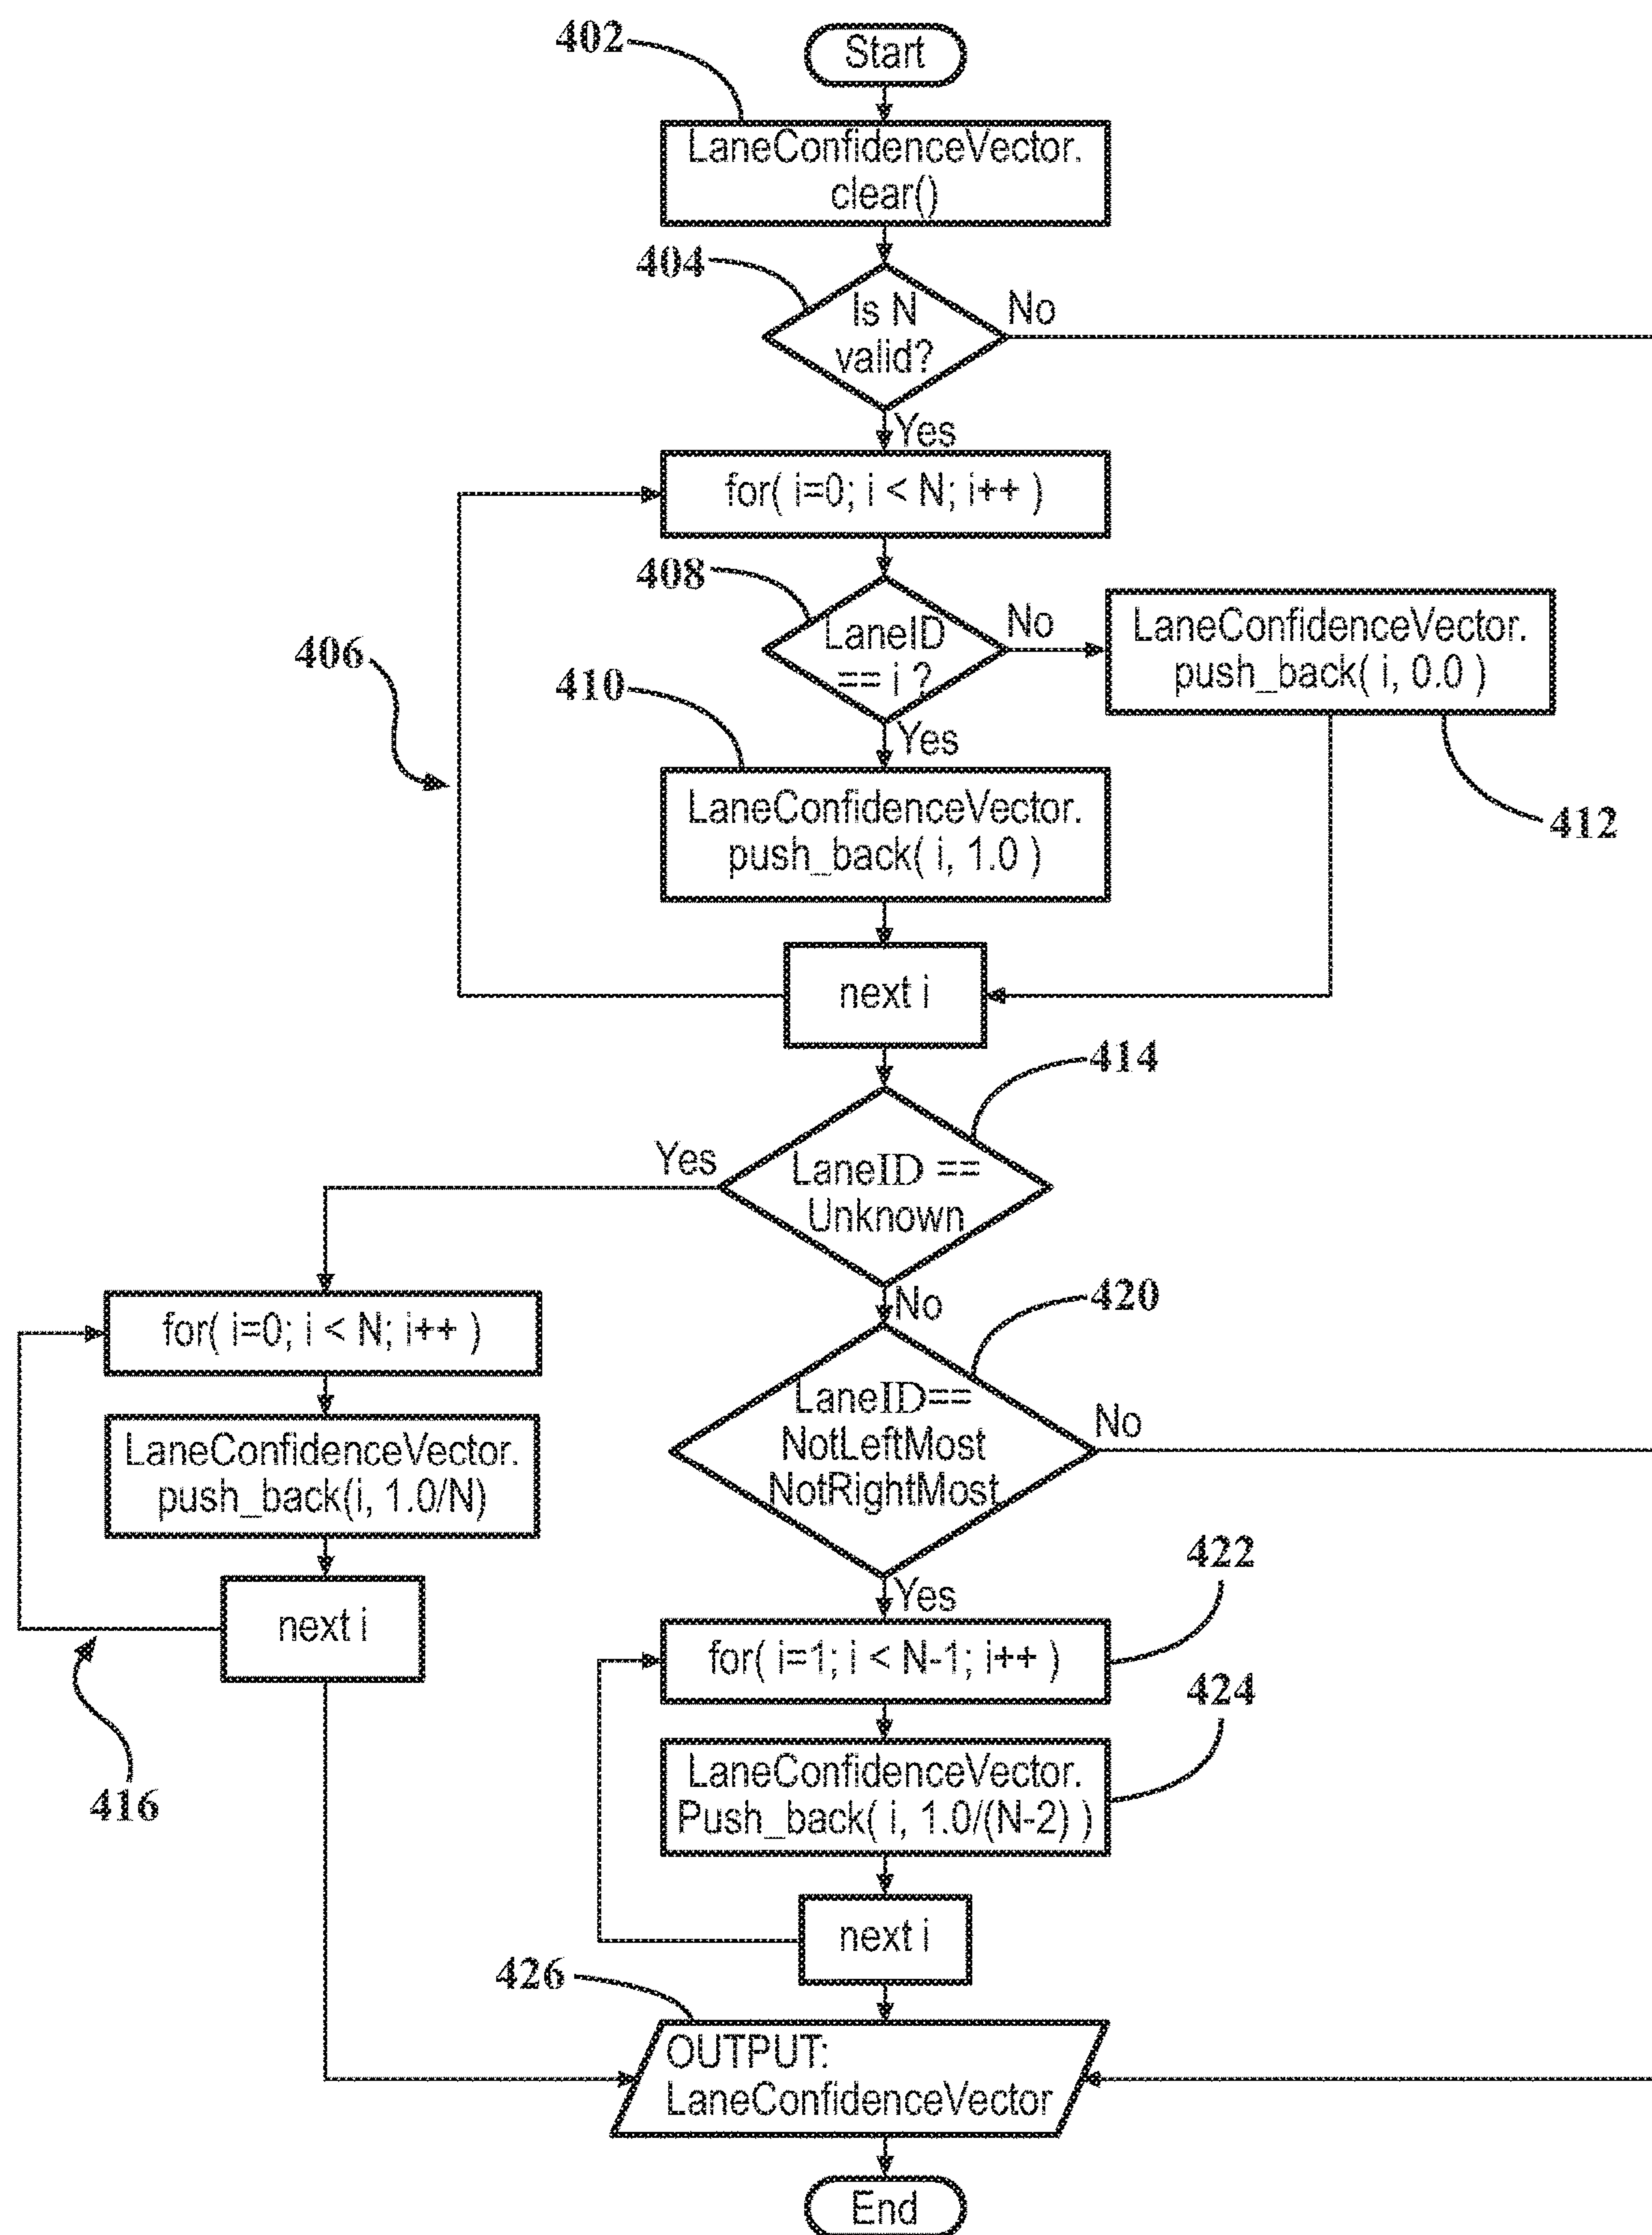 402
Start
LaneConfidenceVector.
clear()
404
Is N
valid?
No
Yes
for( i=0; i < N; i++ )
408
LaneID
== i ?
No
LaneConfidenceVector.
push_back( i, 0.0 )
406
410
Yes
LaneConfidenceVector.
push_back( i, 1.0 )
412
next i
414
Yes
LaneID ==
Unknown
No
420
for( i=0; i < N; i++ )
LaneID==
NotLeftMost
NotRightMost
No
LaneConfidenceVector.
push_back(i, 1.0/N)
422
Yes
next i
for( i=1; i < N-1; i++ )
424
416
LaneConfidenceVector.
Push_back( i, 1.0/(N-2) )
next i
426
OUTPUT:
LaneConfidenceVector
End